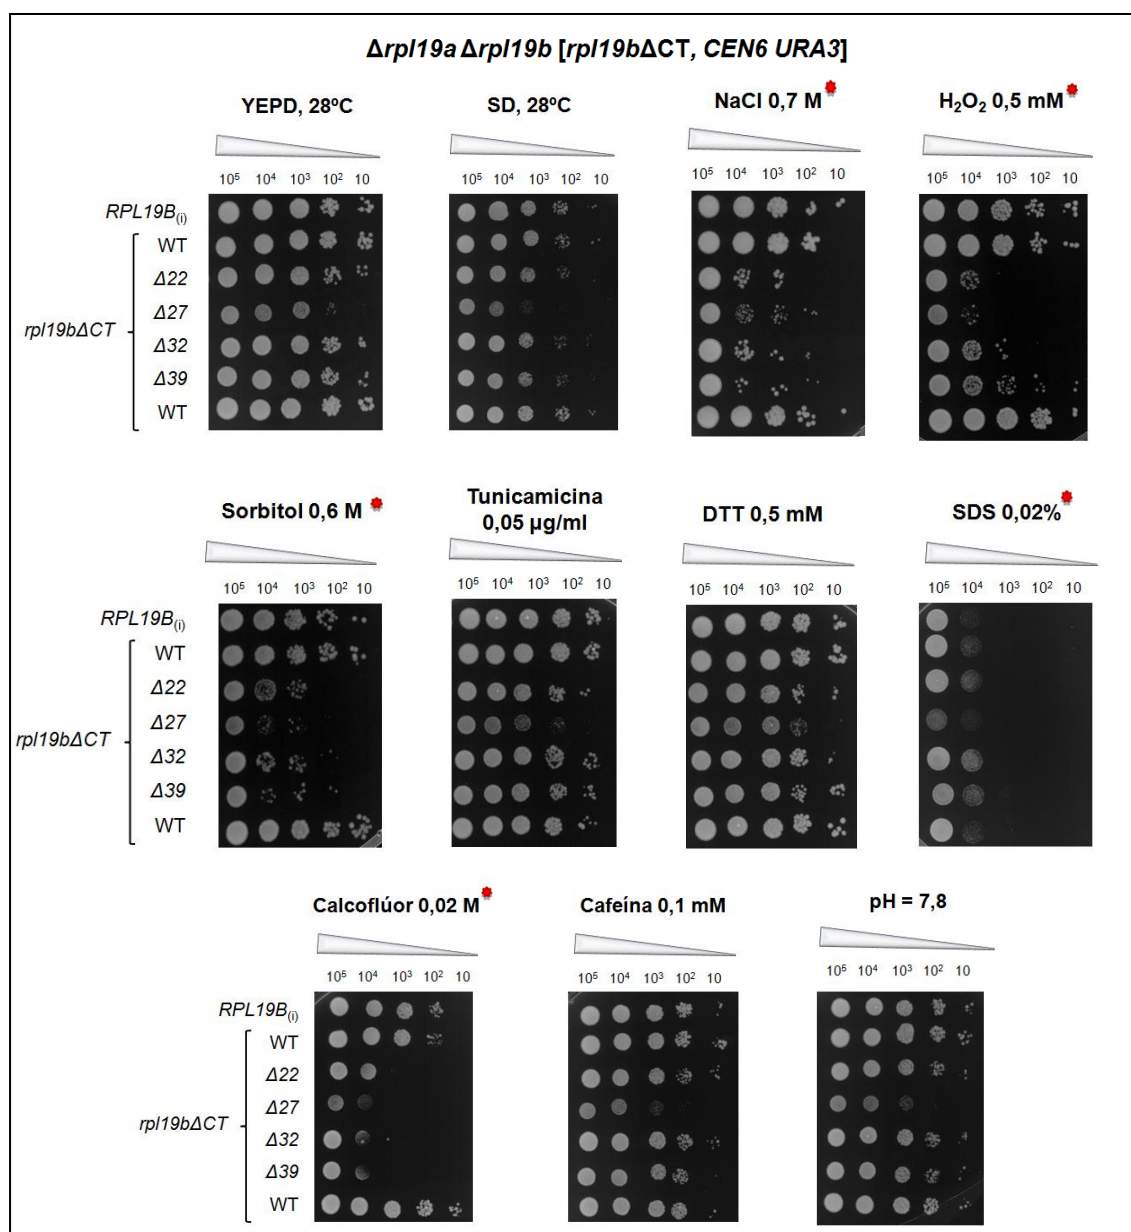 Δrpl19a Δrpl19b [rpl19bΔCT, CEN6 URA3]
YEPD, 28ºC
SD, 28ºC
NaCl 0,7 M
H₂O₂ 0,5 mM
10⁵ 10⁴ 10³ 10² 10
10⁵ 10⁴ 10³ 10² 10
10⁵ 10⁴ 10³ 10² 10
10⁵ 10⁴ 10³ 10² 10
RPL19B(i)
WT
Δ22
Δ27
rpl19bΔCT
Δ32
Δ39
WT
Sorbitol 0,6 M
Tunicamicina
0,05 µg/ml
DTT 0,5 mM
SDS 0,02%
10⁵ 10⁴ 10³ 10² 10
10⁵ 10⁴ 10³ 10² 10
10⁵ 10⁴ 10³ 10² 10
10⁵ 10⁴ 10³ 10² 10
RPL19B(i)
WT
Δ22
Δ27
rpl19bΔCT
Δ32
Δ39
WT
Calcoflúor 0,02 M
Cafeína 0,1 mM
pH = 7,8
10⁵ 10⁴ 10³ 10² 10
10⁵ 10⁴ 10³ 10² 10
10⁵ 10⁴ 10³ 10² 10
RPL19B(i)
WT
Δ22
Δ27
rpl19bΔCT
Δ32
Δ39
WT